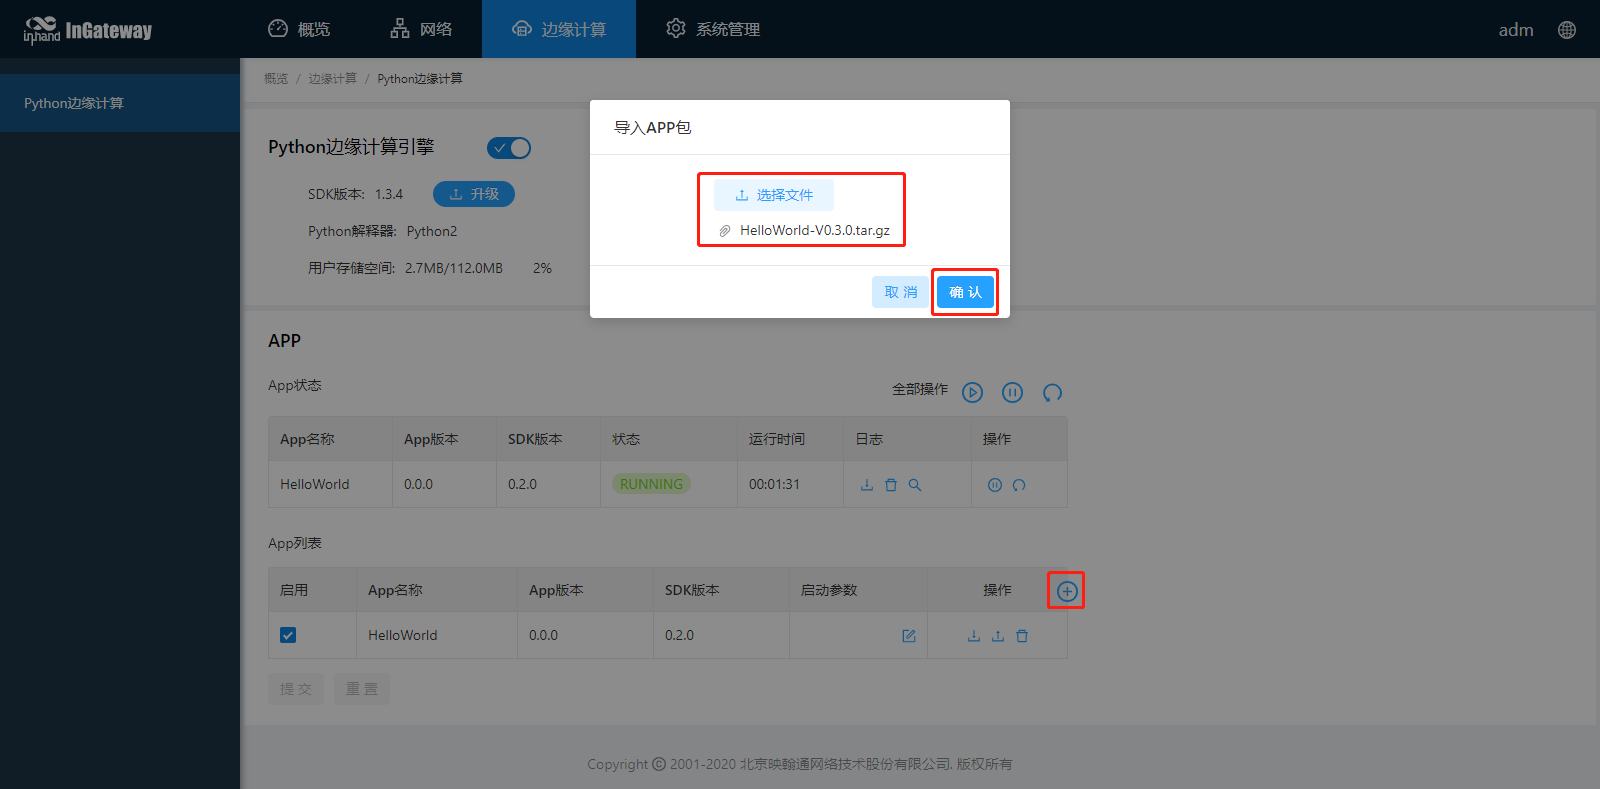 inhand InGateway
概览
网络
边缘计算
系统管理
adm
Python边缘计算
概览 / 边缘计算 / Python边缘计算
Python边缘计算引擎
SDK版本: 1.3.4 升级
Python解释器: Python2
用户存储空间: 2.7MB/112.0MB 2%
导入APP包
选择文件
HelloWorld-V0.3.0.tar.gz
取 消 确 认
APP
App状态 全部操作
App名称 App版本 SDK版本 状态 运行时间 日志 操作
HelloWorld 0.0.0 0.2.0 RUNNING 00:01:31
App列表
启用 App名称 App版本 SDK版本 启动参数 操作
HelloWorld 0.0.0 0.2.0
提 交 重 置
Copyright © 2001-2020 北京映翰通网络技术股份有限公司. 版权所有